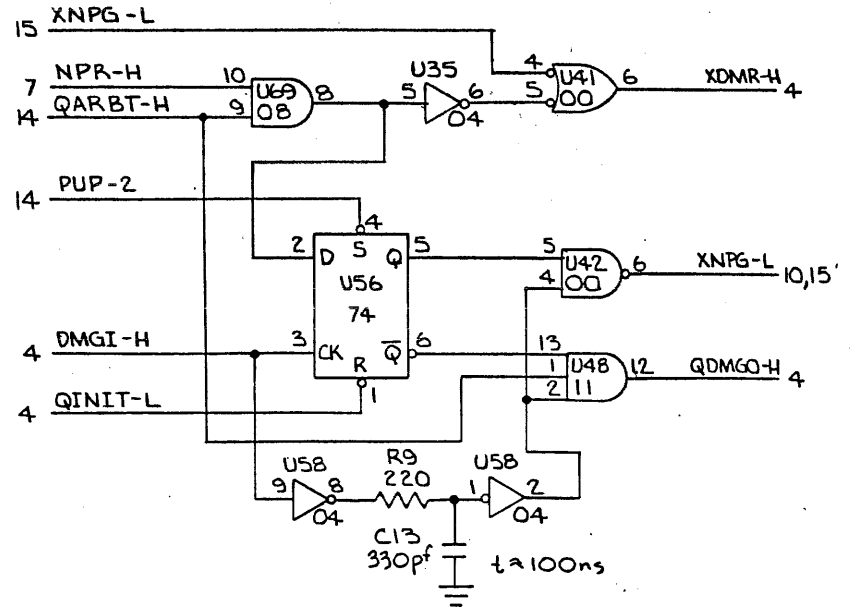 15 XNPG-L
7 NPR-H 10 U69 08 8 5 U35 6 04 4 5 U41 00 6 XDMR-H 4
14 QARBT-H 9
14 PUP-2 4
2 D S Q 5 5 4 U42 00 6 XNPG-L 10,15
U56
74
4 DMGI-H 3 CK Q 6 13 1 2 U48 11 12 QDMGO-H 4
R 1
4 QINIT-L
U58 R9 U58
9 8 220 1 2
04 04
C13
330pf t≈100ns